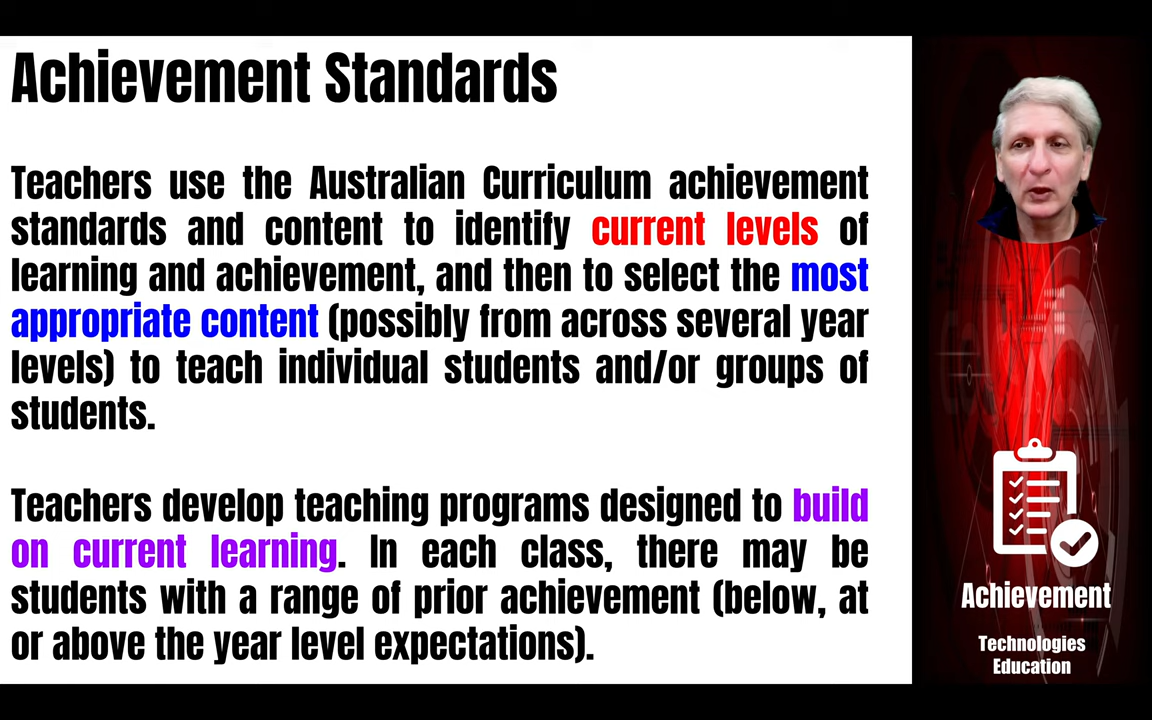 Achievement Standards
Teachers use the Australian Curriculum achievement
standards and content to identify current levels of
learning and achievement, and then to select the most
appropriate content (possibly from across several year
levels) to teach individual students and/or groups of
students.
Teachers develop teaching programs designed to build
on current learning. In each class, there may be
students with a range of prior achievement (below, at
or above the year level expectations).
Achievement
Technologies
Education